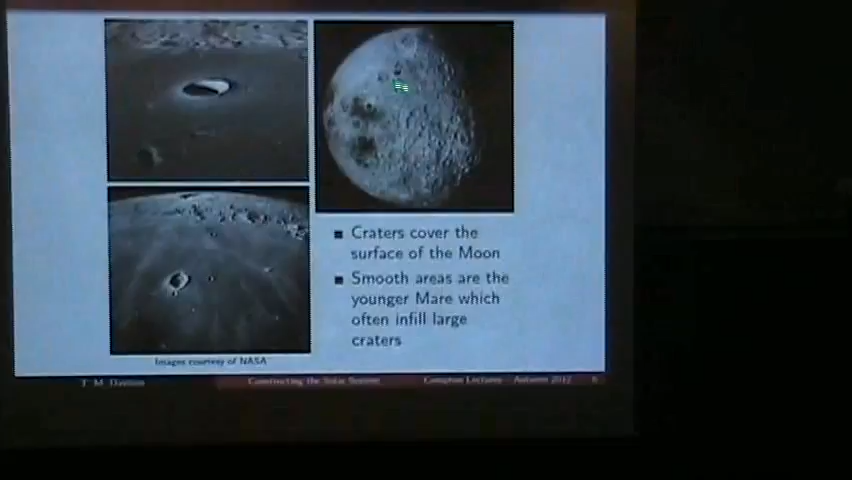 Craters cover the
surface of the Moon
Smooth areas are the
younger Mare which
often infill large
craters
Images courtesy of NASA
T. M. Davison
Constructing the Solar System
Compton Lectures
Autumn 2012
6